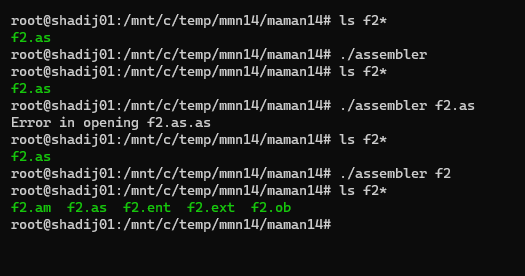 root@shadij01:/mnt/c/temp/mmn14/maman14# ls f2*
f2.as
root@shadij01:/mnt/c/temp/mmn14/maman14# ./assembler
root@shadij01:/mnt/c/temp/mmn14/maman14# ls f2*
f2.as
root@shadij01:/mnt/c/temp/mmn14/maman14# ./assembler f2.as
Error in opening f2.as.as
root@shadij01:/mnt/c/temp/mmn14/maman14# ls f2*
f2.as
root@shadij01:/mnt/c/temp/mmn14/maman14# ./assembler f2
root@shadij01:/mnt/c/temp/mmn14/maman14# ls f2*
f2.am  f2.as  f2.ent  f2.ext  f2.ob
root@shadij01:/mnt/c/temp/mmn14/maman14#